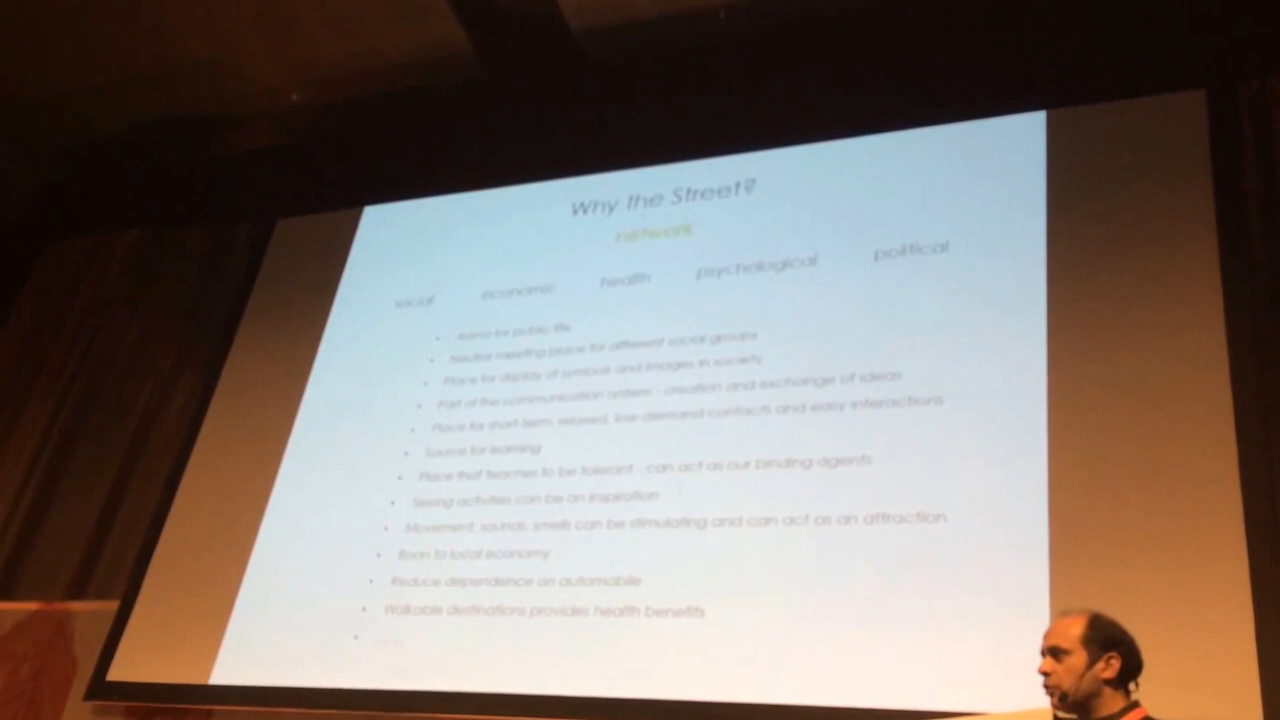 Why the Street?
network
social economic health psychological political
• Arena for public life
• Neutral meeting place for different social groups
• Place for display of symbols and images in society
• Part of the communication system - creation and exchange of ideas
• Place for short-term, relaxed, low-demand contacts and easy interactions
• Source for learning
• Place that teaches to be tolerant - can act as our binding agents
• Seeing activities can be an inspiration
• Movement, sounds, smells can be stimulating and can act as an attraction
• Boon to local economy
• Reduce dependence on automobile
• Walkable destinations provides health benefits
• ......